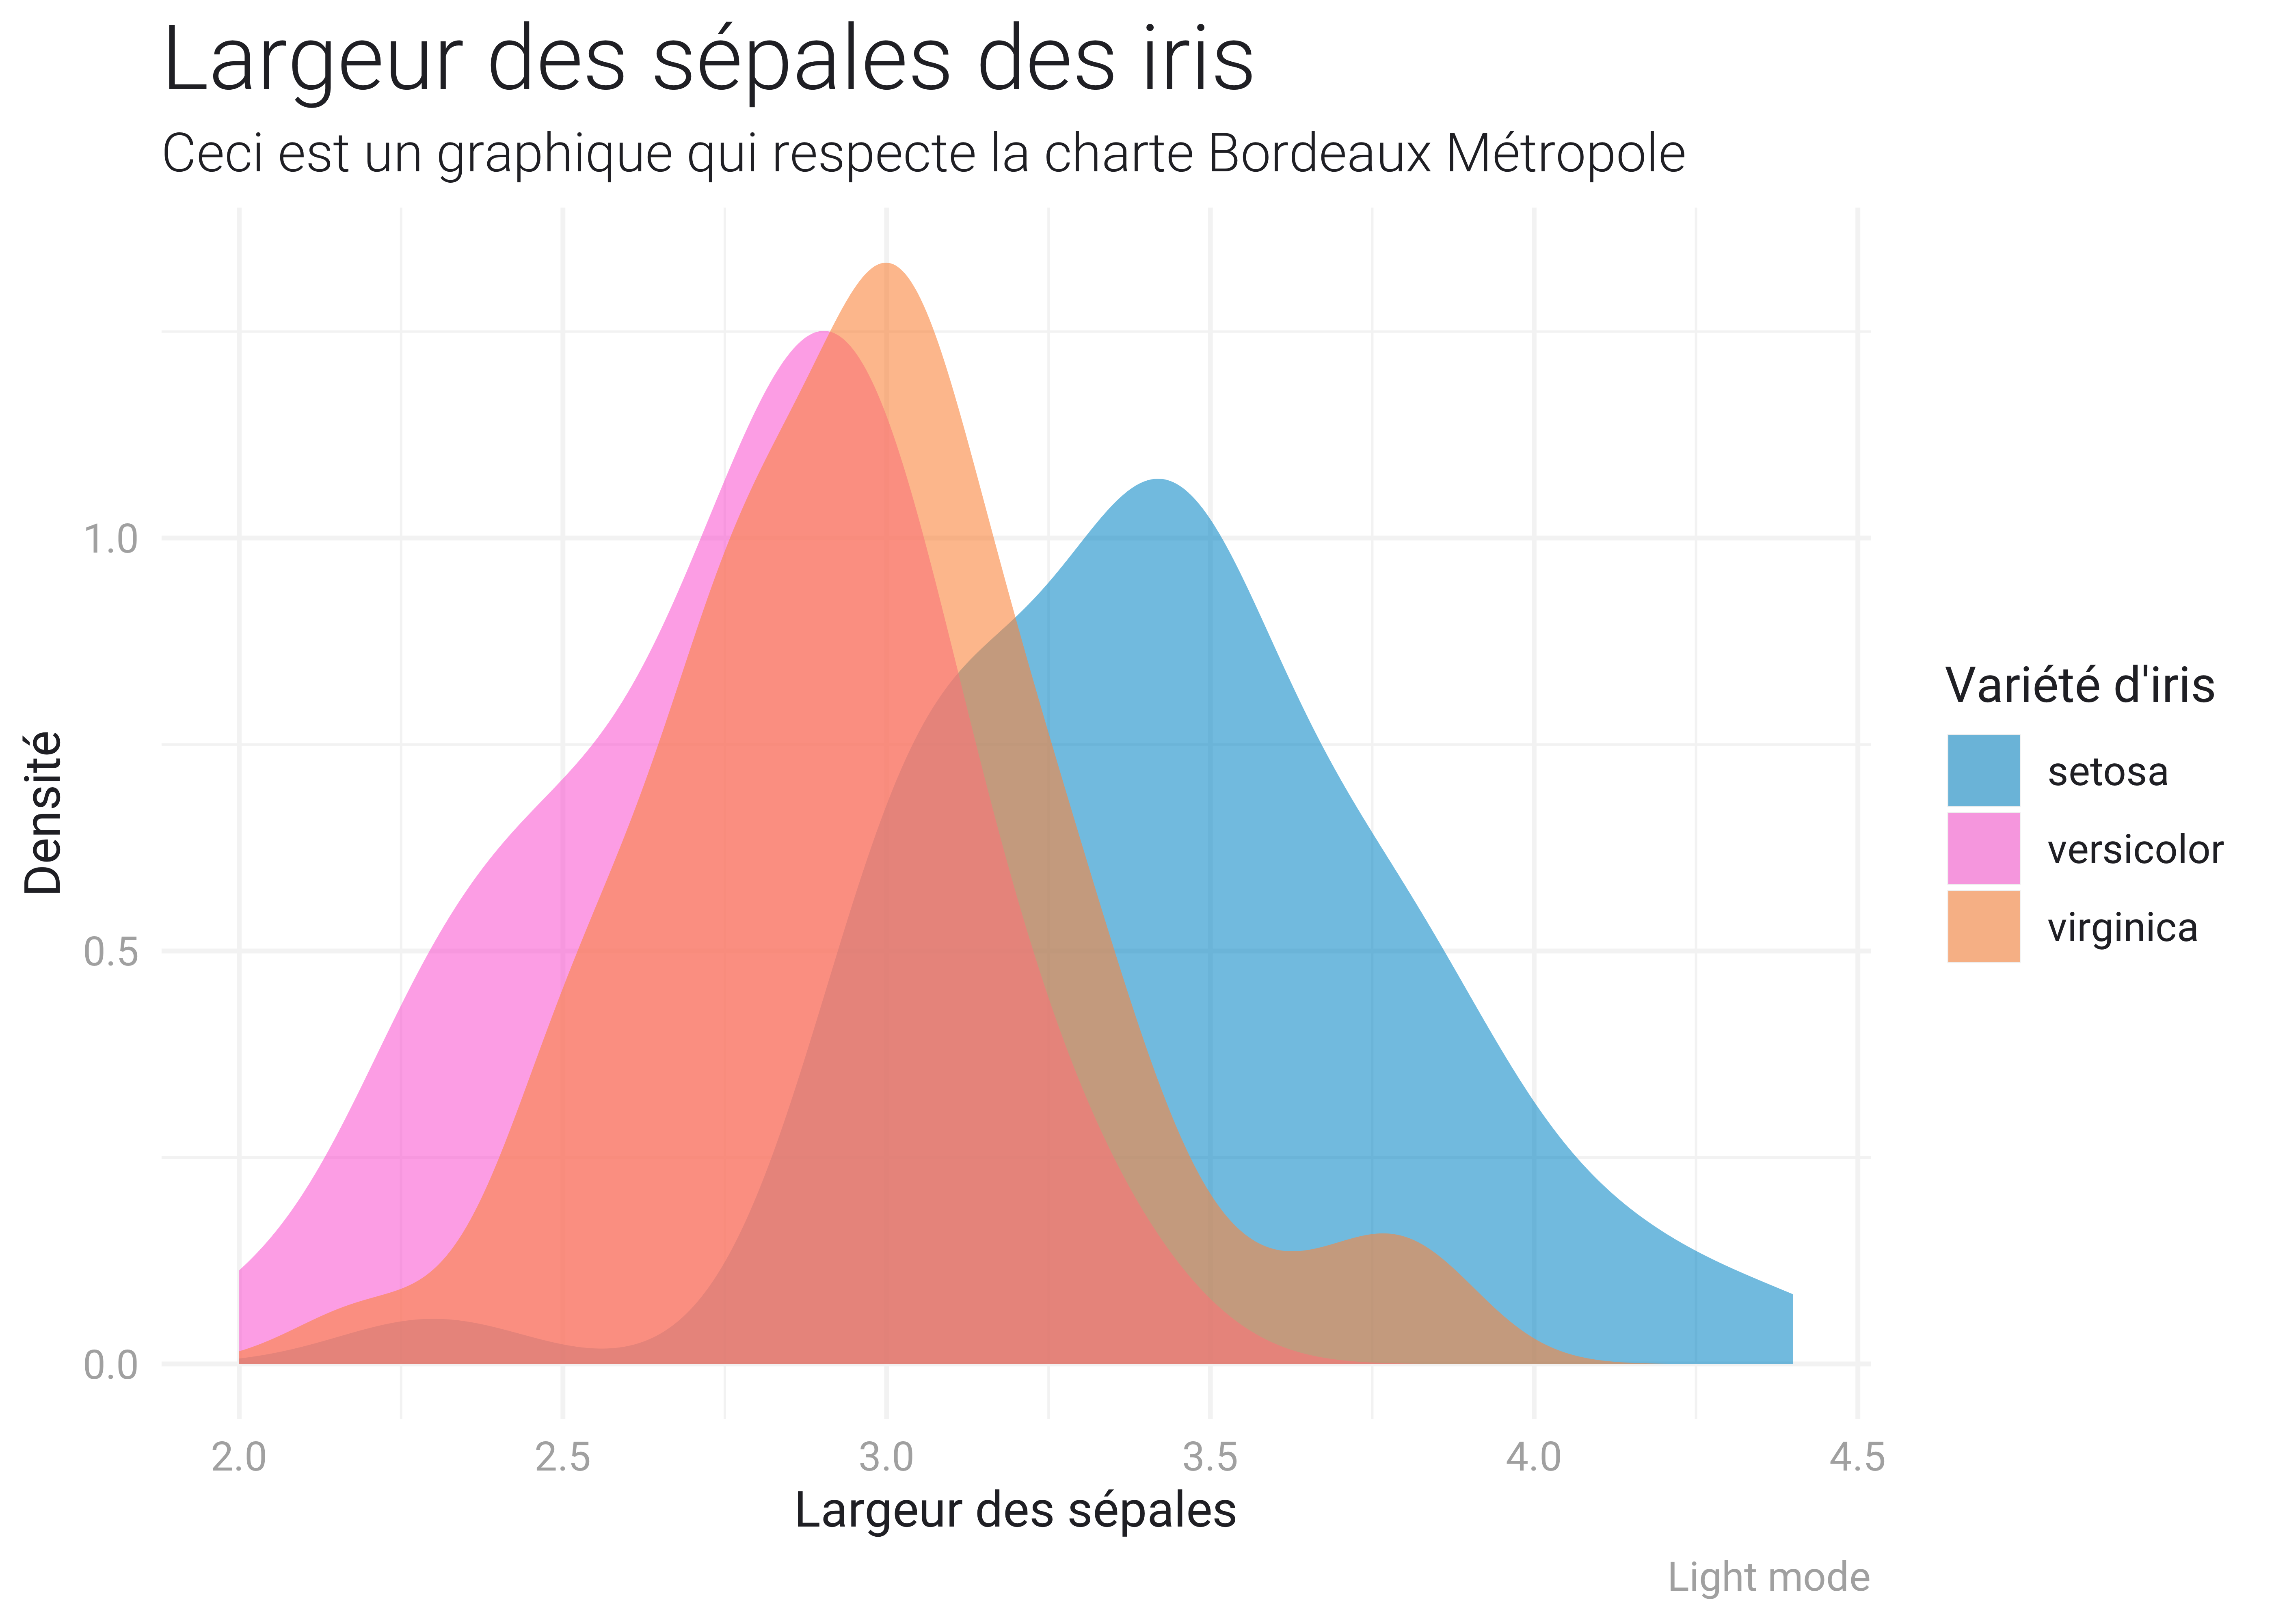 Largeur des sépales des iris
Ceci est un graphique qui respecte la charte Bordeaux Métropole
Densité
1.0
0.5
0.0
2.0 2.5 3.0 3.5 4.0 4.5
Largeur des sépales
Variété d'iris
setosa
versicolor
virginica
Light mode